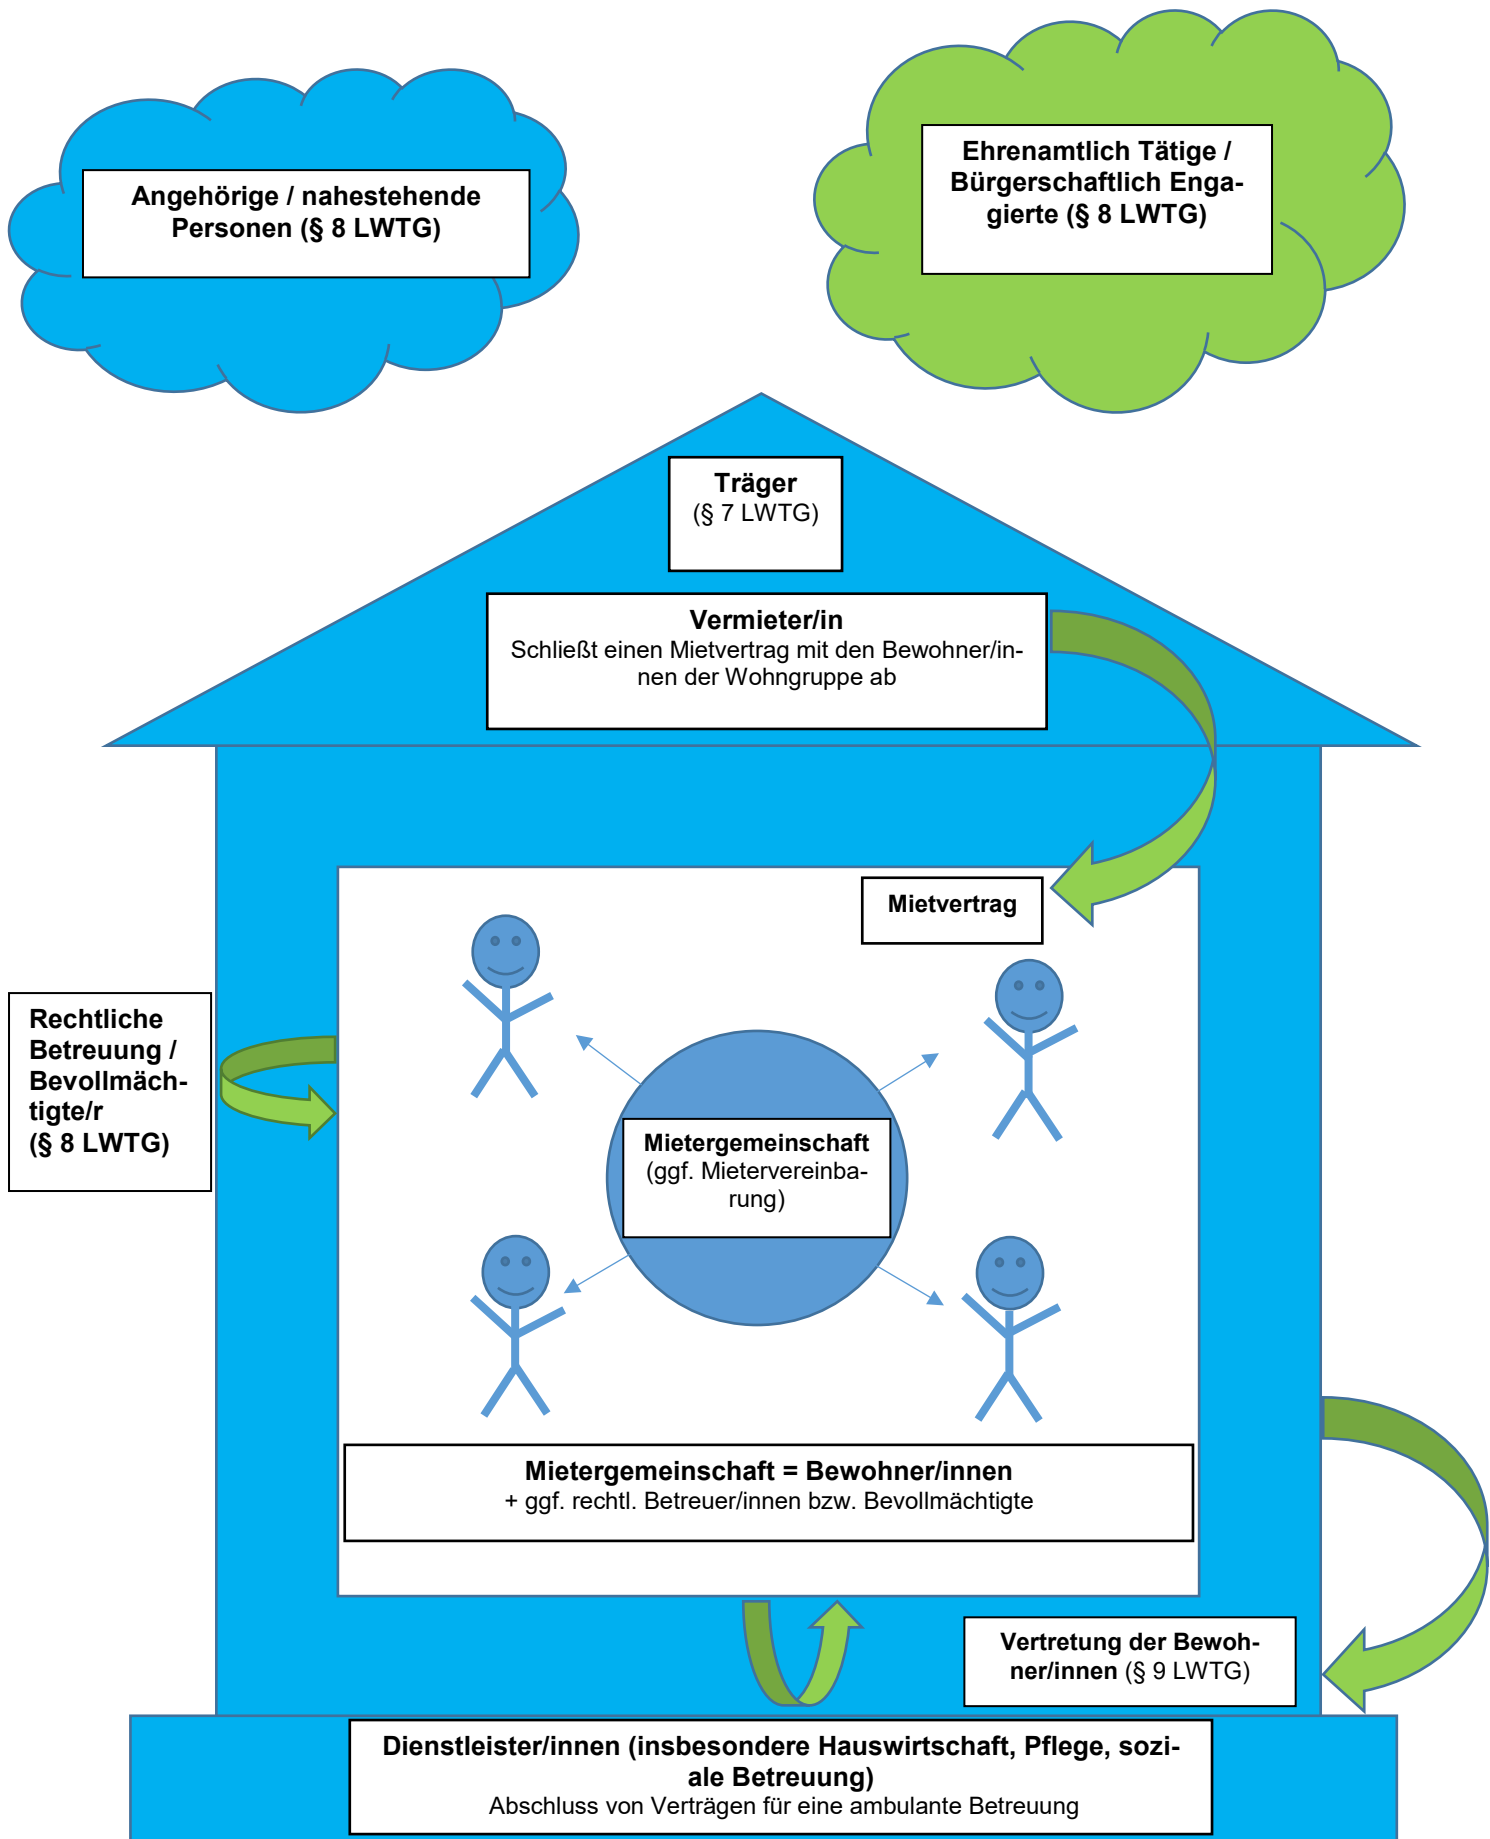 Angehörige / nahestehende
Personen (§ 8 LWTG)
Ehrenamtlich Tätige /
Bürgerschaftlich Enga-
gierte (§ 8 LWTG)
Träger
(§ 7 LWTG)
Vermieter/in
Schließt einen Mietvertrag mit den Bewohner/in-
nen der Wohngruppe ab
Mietvertrag
Rechtliche
Betreuung /
Bevollmäch-
tigte/r
(§ 8 LWTG)
Mietergemeinschaft
(ggf. Mietervereinba-
rung)
Mietergemeinschaft = Bewohner/innen
+ ggf. rechtl. Betreuer/innen bzw. Bevollmächtigte
Vertretung der Bewoh-
ner/innen (§ 9 LWTG)
Dienstleister/innen (insbesondere Hauswirtschaft, Pflege, sozi-
ale Betreuung)
Abschluss von Verträgen für eine ambulante Betreuung